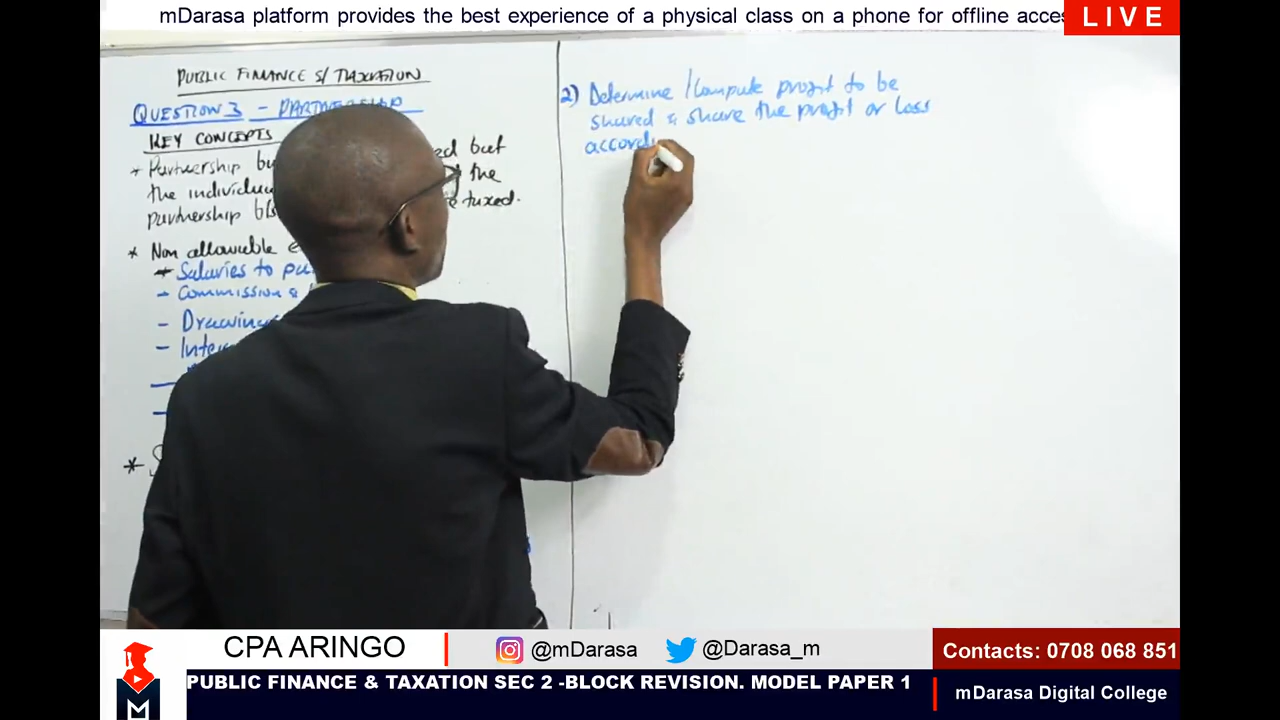 mDarasa platform provides the best experience of a physical class on a phone for offline acces
LIVE
PUBLIC FINANCE & TAXATION
QUESTION 3 - PARTNERSHIP
KEY CONCEPTS
* Partnership bu ed but
the individu the
partnership b/s taxed.
* Non allowable e
* Salaries to pa
- Commission &
- Drawing
- Inter
2) Determine / Compute profit to be
shared & share the profit or loss
accord
CPA ARINGO
@mDarasa
@Darasa_m
Contacts: 0708 068 851
PUBLIC FINANCE & TAXATION SEC 2 -BLOCK REVISION. MODEL PAPER 1
mDarasa Digital College
M